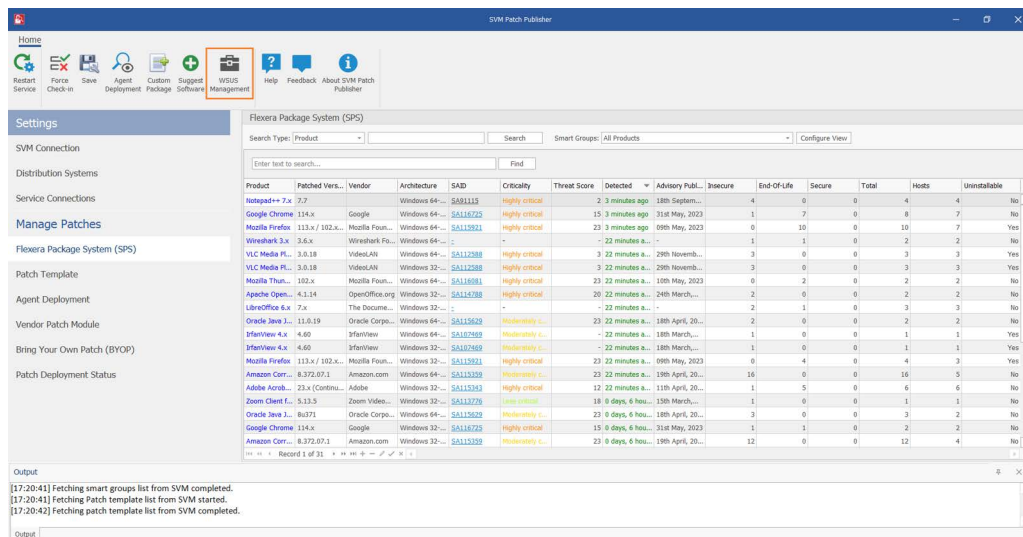 SVM Patch Publisher
Home
Restart Service
Force Check-in
Save
Agent Deployment
Custom Package
Suggest Software
WSUS Management
Help
Feedback
About SVM Patch Publisher
Settings
SVM Connection
Distribution Systems
Service Connections
Manage Patches
Flexera Package System (SPS)
Patch Template
Agent Deployment
Vendor Patch Module
Bring Your Own Patch (BYOP)
Patch Deployment Status
Flexera Package System (SPS)
Search Type: Product Search Smart Groups: All Products Configure View
Enter text to search... Find
Product Patched Vers... Vendor Architecture SAID Criticality Threat Score Detected Advisory Publ... Insecure End-Of-Life Secure Total Hosts Uninstallable
Notepad++ 7.x 7.7 Windows 64-... SA91115 Highly critical 2 3 minutes ago 18th Septem... 4 0 0 4 4 No
Google Chrome 114.x Google Windows 64-... SA116725 Highly critical 15 3 minutes ago 31st May, 2023 1 7 0 8 7 No
Mozilla Firefox 113.x / 102.x... Mozilla Foun... Windows 64-... SA115921 Highly critical 23 3 minutes ago 09th May, 2023 0 10 0 10 7 Yes
Wireshark 3.x 3.6.x Wireshark Fo... Windows 64-... - - - 22 minutes a... - 1 1 0 2 2 No
VLC Media Pl... 3.0.18 VideoLAN Windows 64-... SA112588 Highly critical 3 22 minutes a... 29th Novemb... 3 0 0 3 3 Yes
VLC Media Pl... 3.0.18 VideoLAN Windows 32-... SA112588 Highly critical 3 22 minutes a... 29th Novemb... 3 0 0 3 3 Yes
Mozilla Thun... 102.x Mozilla Foun... Windows 64-... SA116081 Highly critical 23 22 minutes a... 10th May, 2023 0 2 0 2 2 No
Apache Open... 4.1.14 OpenOffice.org Windows 32-... SA114788 Highly critical 20 22 minutes a... 24th March,... 2 0 0 2 2 No
LibreOffice 6.x 7.x The Docume... Windows 32-... - - - 22 minutes a... - 2 1 0 3 3 No
Oracle Java J... 11.0.19 Oracle Corpo... Windows 64-... SA115629 Moderately c... 23 22 minutes a... 18th April, 20... 2 0 0 2 2 No
IrfanView 4.x 4.60 IrfanView Windows 64-... SA107469 Moderately c... - 22 minutes a... 18th March,... 1 0 0 1 1 Yes
IrfanView 4.x 4.60 IrfanView Windows 32-... SA107469 Moderately c... - 22 minutes a... 18th March,... 1 0 0 1 1 Yes
Mozilla Firefox 113.x / 102.x... Mozilla Foun... Windows 32-... SA115921 Highly critical 23 22 minutes a... 09th May, 2023 0 4 0 4 3 Yes
Amazon Corr... 8.372.07.1 Amazon.com Windows 64-... SA115359 Moderately c... 23 22 minutes a... 19th April, 20... 16 0 0 16 5 No
Adobe Acrob... 23.x (Continu... Adobe Windows 32-... SA115343 Highly critical 12 22 minutes a... 11th April, 20... 1 5 0 6 6 No
Zoom Client f... 5.13.5 Zoom Video... Windows 32-... SA113776 Less critical 18 0 days, 6 hou... 15th March,... 1 0 0 1 1 No
Oracle Java J... 8u371 Oracle Corpo... Windows 32-... SA115629 Moderately c... 23 0 days, 6 hou... 18th April, 20... 3 0 0 3 2 No
Google Chrome 114.x Google Windows 32-... SA116725 Highly critical 15 0 days, 6 hou... 31st May, 2023 1 1 0 2 2 No
Amazon Corr... 8.372.07.1 Amazon.com Windows 32-... SA115359 Moderately c... 23 0 days, 6 hou... 19th April, 20... 12 0 0 12 4 No
Record 1 of 31
Output
[17:20:41] Fetching smart groups list from SVM completed.
[17:20:41] Fetching Patch template list from SVM started.
[17:20:42] Fetching patch template list from SVM completed.
Output